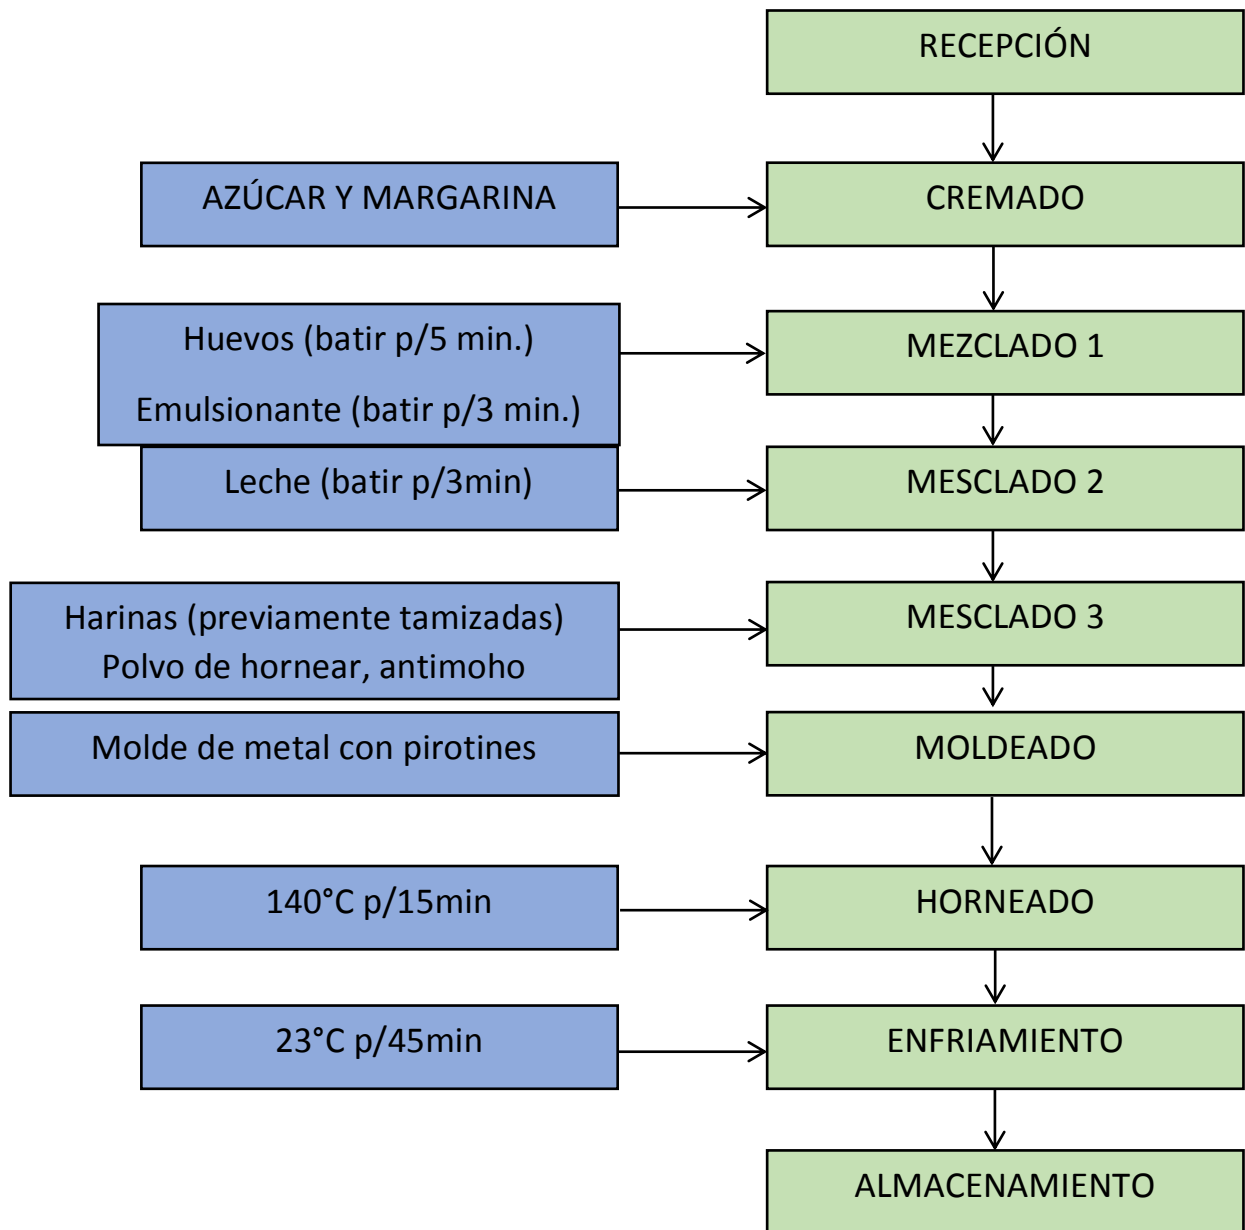 RECEPCIÓN
AZÚCAR Y MARGARINA
CREMADO
Huevos (batir p/5 min.)
Emulsionante (batir p/3 min.)
MEZCLADO 1
Leche (batir p/3min)
MESCLADO 2
Harinas (previamente tamizadas)
Polvo de hornear, antimoho
MESCLADO 3
Molde de metal con pirotines
MOLDEADO
140°C p/15min
HORNEADO
23°C p/45min
ENFRIAMIENTO
ALMACENAMIENTO